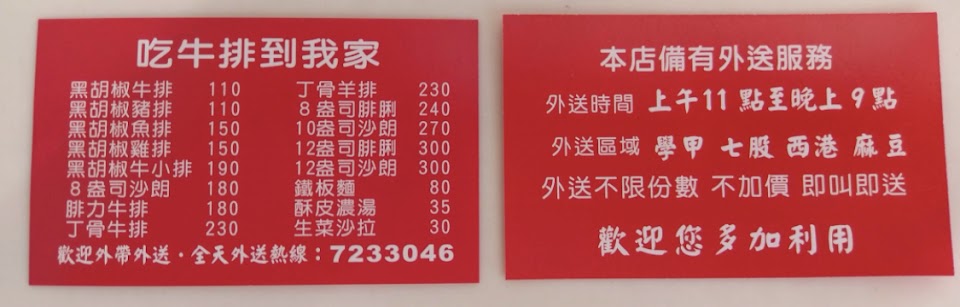 吃牛排到我家
黑胡椒牛排 110
黑胡椒豬排 110
黑胡椒魚排 150
黑胡椒雞排 150
黑胡椒牛小排 190
8盎司沙朗 180
腓力牛排 180
丁骨牛排 230
丁骨羊排 230
8盎司腓脷 240
10盎司沙朗 270
12盎司腓脷 300
12盎司沙朗 300
鐵板麵 80
酥皮濃湯 35
生菜沙拉 30
歡迎外帶外送·全天外送熱線：7233046
本店備有外送服務
外送時間 上午11點至晚上9點
外送區域 學甲 七股 西港 麻豆
外送不限份數 不加價 即叫即送
歡迎您多加利用